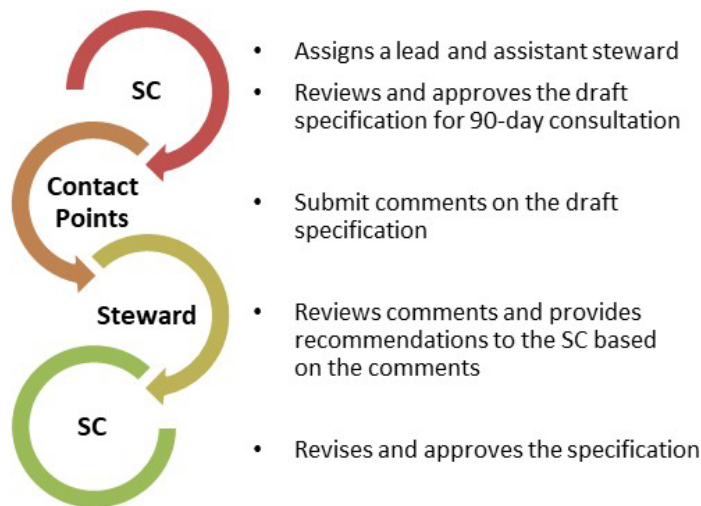 SC
• Assigns a lead and assistant steward
• Reviews and approves the draft
specification for 90-day consultation
Contact
Points
• Submit comments on the draft
specification
Steward
• Reviews comments and provides
recommendations to the SC based
on the comments
SC
• Revises and approves the specification